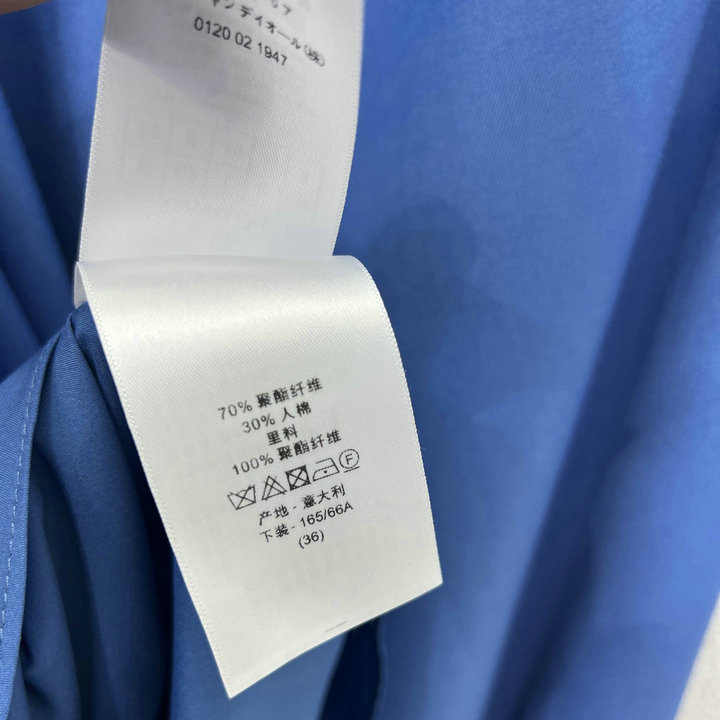 ャンディオール(株)
0120 02 1947
70% 聚酯纤维
30% 人棉
里料
100% 聚酯纤维
F
产地 - 意大利
下装- 165/66A
(36)